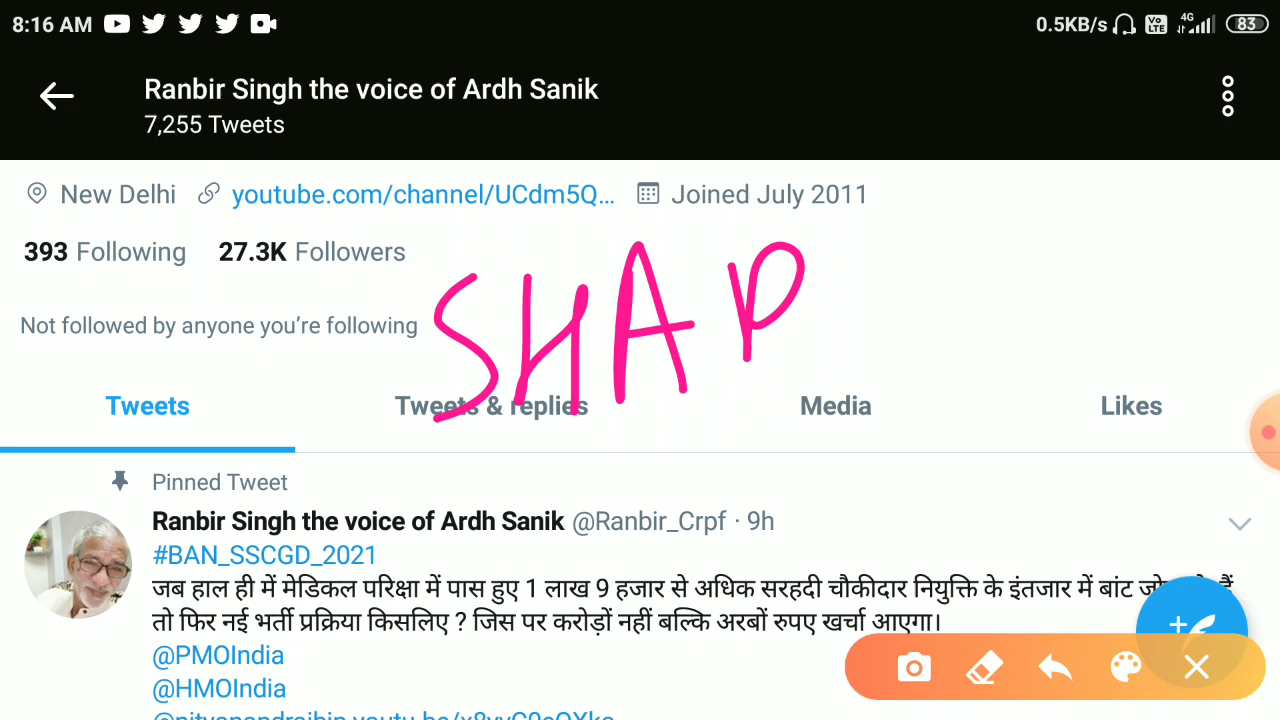 8:16 AM 0.5KB/s Vo LTE 4G 83
Ranbir Singh the voice of Ardh Sanik
7,255 Tweets
New Delhi youtube.com/channel/UCdm5Q... Joined July 2011
393 Following 27.3K Followers
SHAP
Not followed by anyone you're following
Tweets Tweets & replies Media Likes
Pinned Tweet
Ranbir Singh the voice of Ardh Sanik @Ranbir_Crpf · 9h
#BAN_SSCGD_2021
जब हाल ही में मेडिकल परिक्षा में पास हुए 1 लाख 9 हजार से अधिक सरहदी चौकीदार नियुक्ति के इंतजार में बांट
तो फिर नई भर्ती प्रक्रिया किसलिए ? जिस पर करोड़ों नहीं बल्कि अरबों रुपए खर्चा आएगा।
@PMOIndia
@HMOIndia